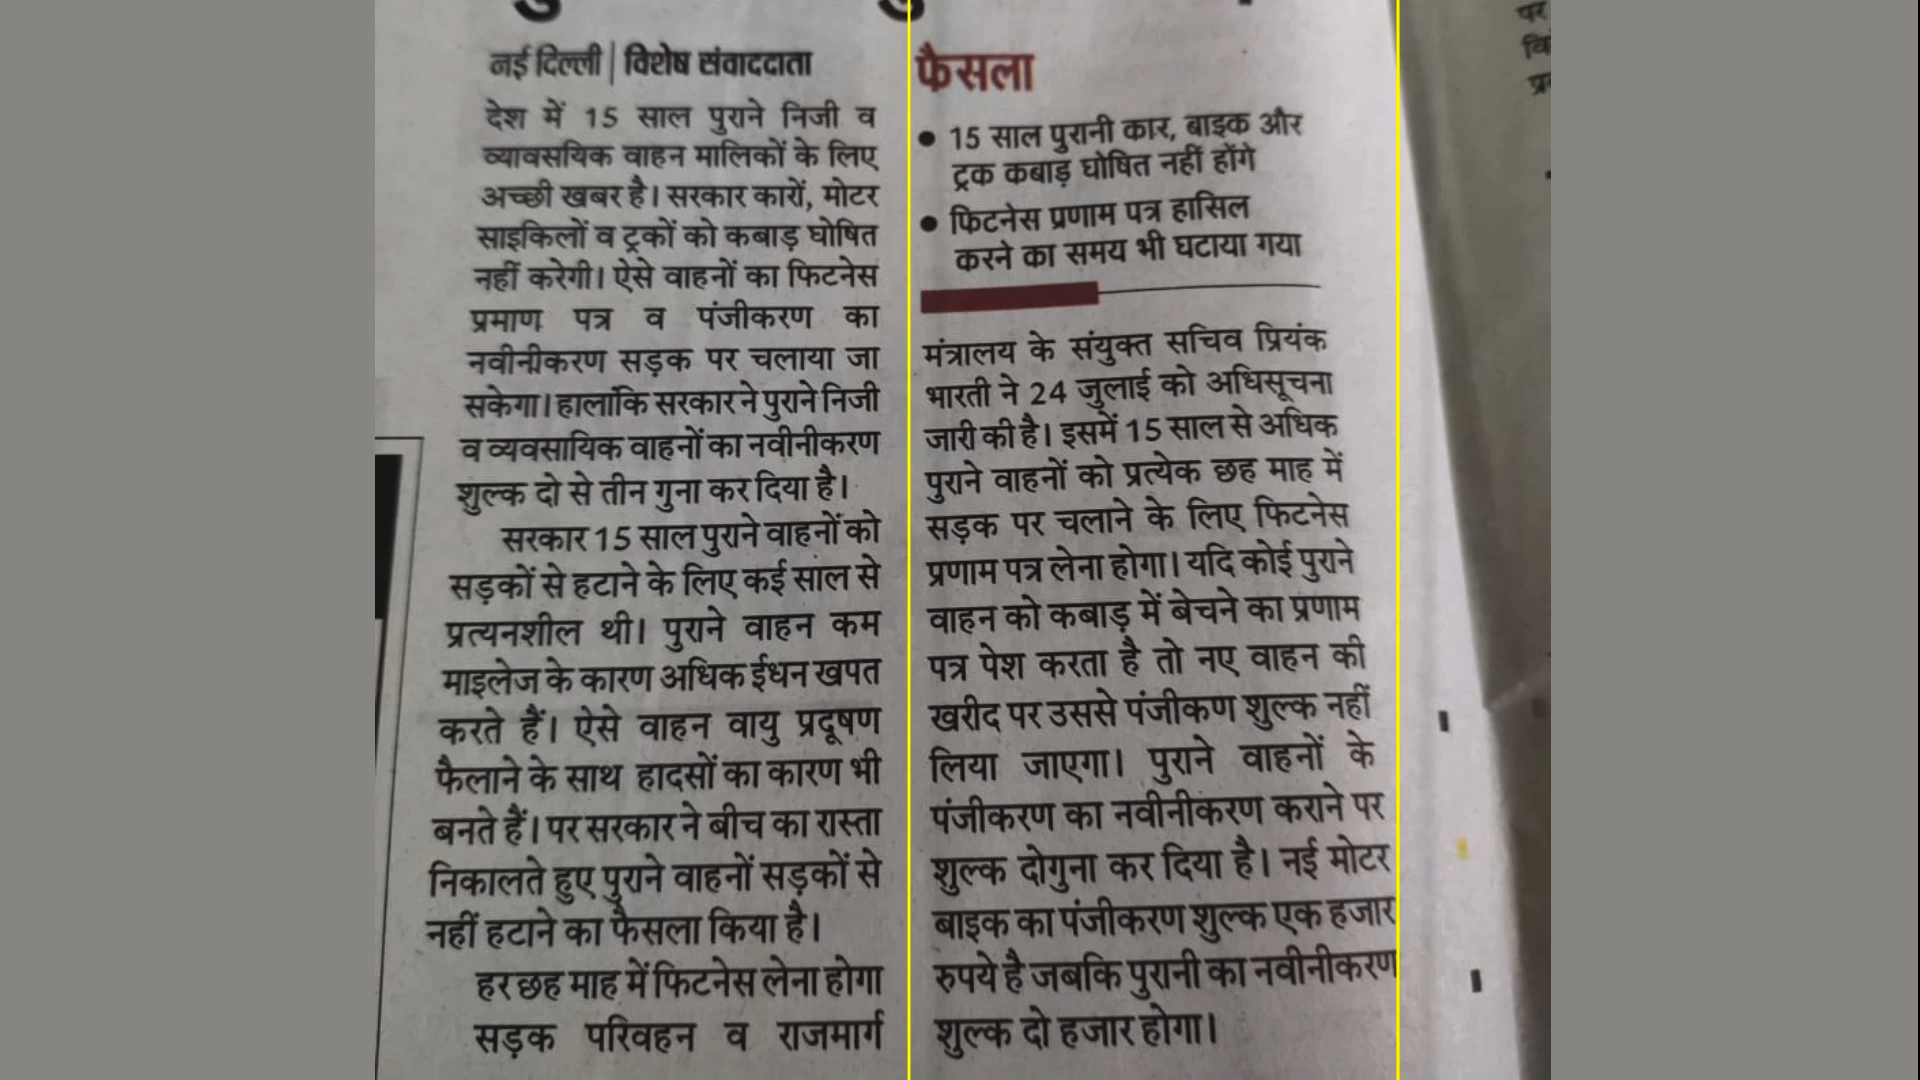 नई दिल्ली | विशेष संवाददाता
देश में 15 साल पुराने निजी व
व्यावसयिक वाहन मालिकों के लिए
अच्छी खबर है। सरकार कारों, मोटर
साइकिलों व ट्रकों को कबाड़ घोषित
नहीं करेगी। ऐसे वाहनों का फिटनेस
प्रमाण पत्र व पंजीकरण का
नवीनीकरण सड़क पर चलाया जा
सकेगा। हालांकि सरकार ने पुराने निजी
व व्यवसायिक वाहनों का नवीनीकरण
शुल्क दो से तीन गुना कर दिया है।
सरकार 15 साल पुराने वाहनों को
सड़कों से हटाने के लिए कई साल से
प्रत्यनशील थी। पुराने वाहन कम
माइलेज के कारण अधिक ईधन खपत
करते हैं। ऐसे वाहन वायु प्रदूषण
फैलाने के साथ हादसों का कारण भी
बनते हैं। पर सरकार ने बीच का रास्ता
निकालते हुए पुराने वाहनों सड़कों से
नहीं हटाने का फैसला किया है।
हर छह माह में फिटनेस लेना होगा
सड़क परिवहन व राजमार्ग
फैसला
• 15 साल पुरानी कार, बाइक और
ट्रक कबाड़ घोषित नहीं होंगे
• फिटनेस प्रणाम पत्र हासिल
करने का समय भी घटाया गया
मंत्रालय के संयुक्त सचिव प्रियंक
भारती ने 24 जुलाई को अधिसूचना
जारी की है। इसमें 15 साल से अधिक
पुराने वाहनों को प्रत्येक छह माह में
सड़क पर चलाने के लिए फिटनेस
प्रणाम पत्र लेना होगा। यदि कोई पुराने
वाहन को कबाड़ में बेचने का प्रणाम
पत्र पेश करता है तो नए वाहन की
खरीद पर उससे पंजीकण शुल्क नहीं
लिया जाएगा। पुराने वाहनों के
पंजीकरण का नवीनीकरण कराने पर
शुल्क दोगुना कर दिया है। नई मोटर
बाइक का पंजीकरण शुल्क एक हजार
रुपये है जबकि पुरानी का नवीनीकरण
शुल्क दो हजार होगा।
पर